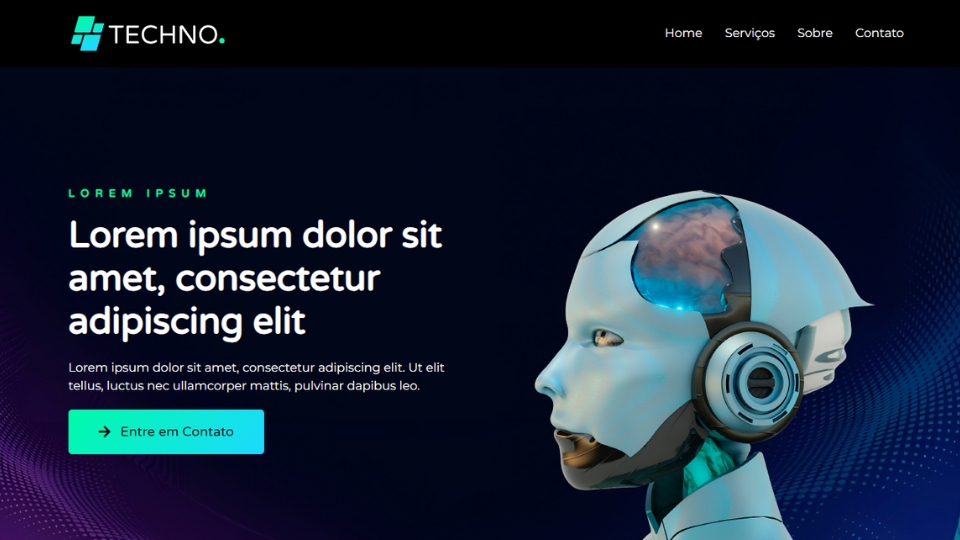 TECHNO.
Home Serviços Sobre Contato
LOREM IPSUM
Lorem ipsum dolor sit
amet, consectetur
adipiscing elit
Lorem ipsum dolor sit amet, consectetur adipiscing elit. Ut elit
tellus, luctus nec ullamcorper mattis, pulvinar dapibus leo.
Entre em Contato